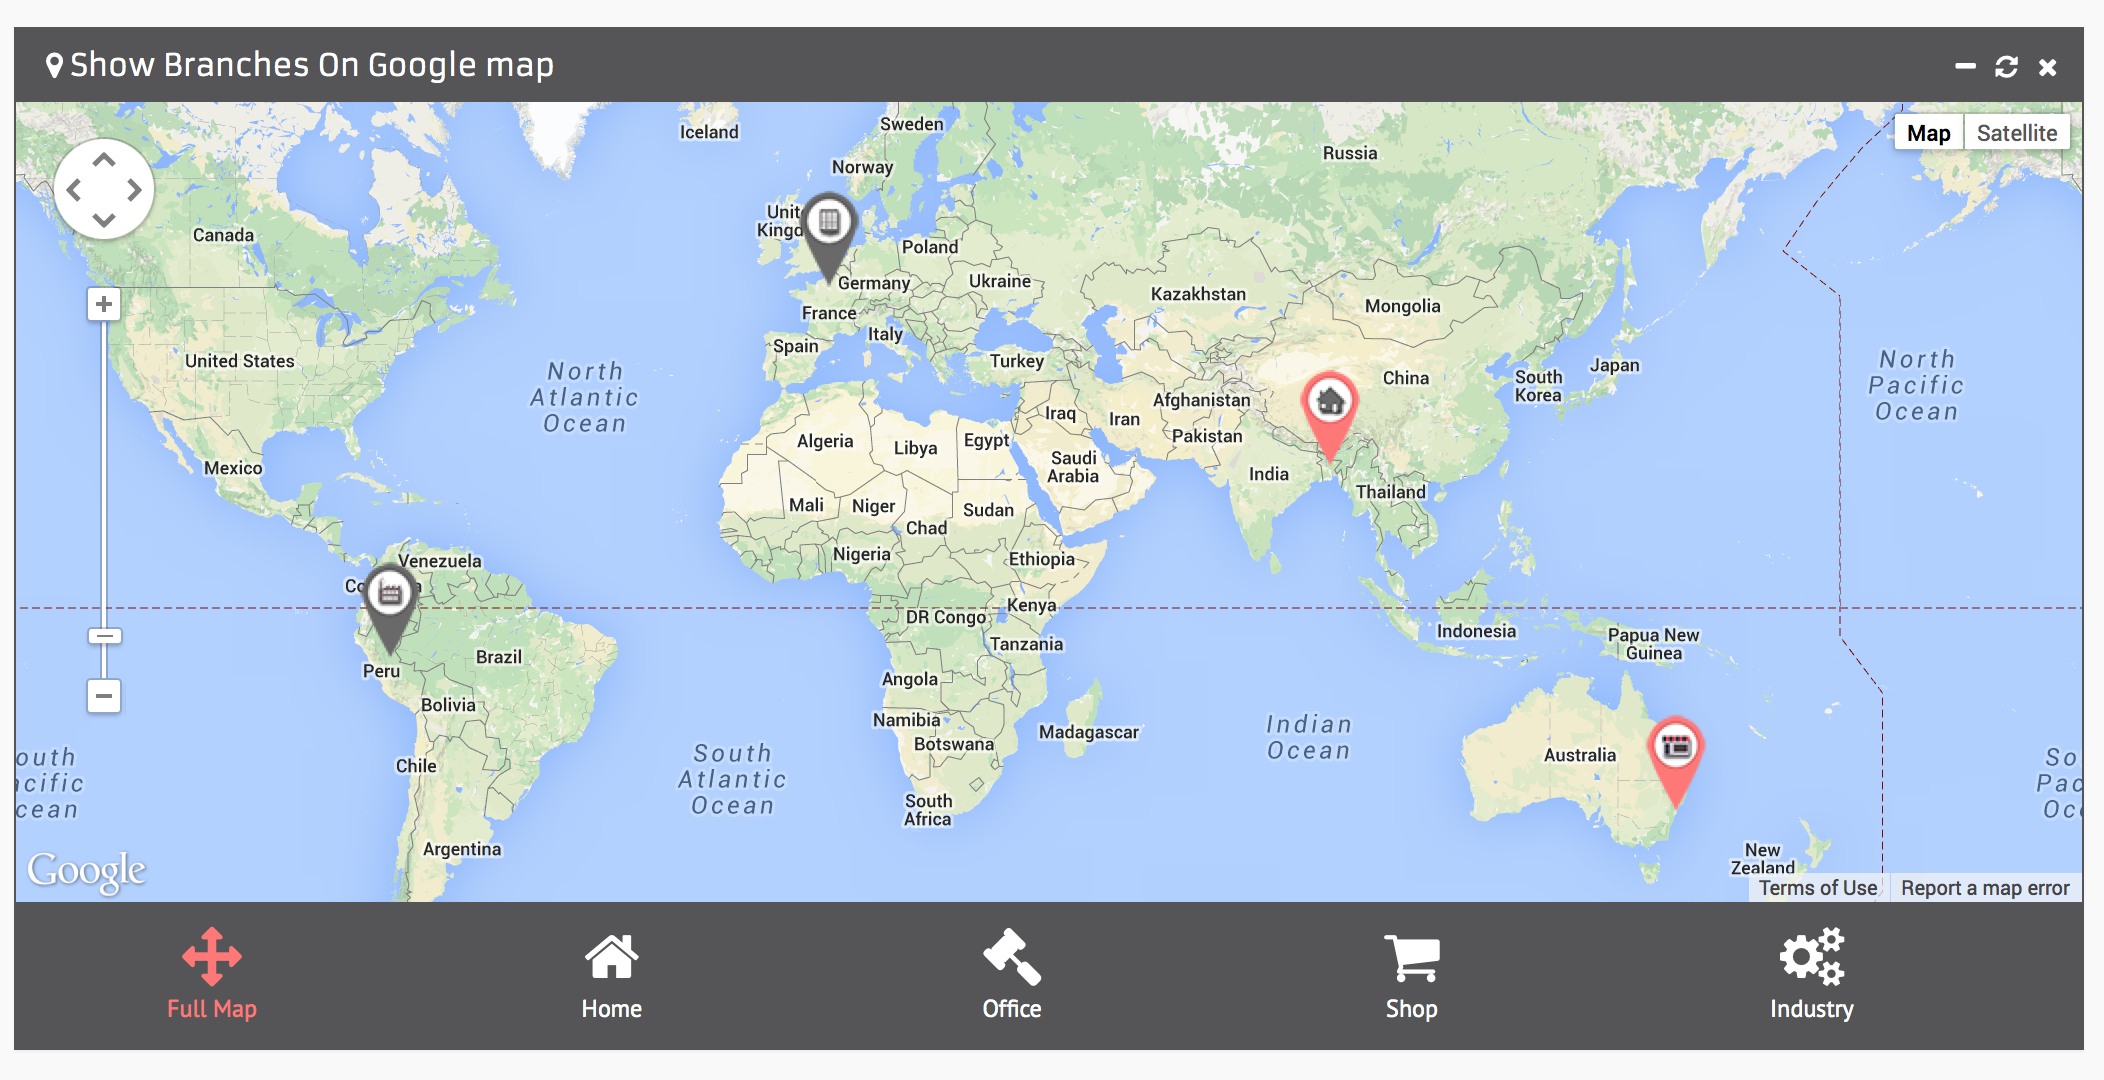 Show Branches On Google map
Map
Satellite
Iceland
Sweden
Norway
Russia
Canada
Poland
Germany
Ukraine
Kazakhstan
Mongolia
France
Italy
Spain
Turkey
United States
North
Atlantic
Ocean
China
South
Korea
Japan
North
Pacific
Ocean
Afghanistan
Iraq
Iran
Pakistan
Algeria
Libya
Egypt
Saudi
Arabia
India
Mexico
Thailand
Mali
Niger
Sudan
Chad
Nigeria
Ethiopia
Venezuela
Kenya
DR Congo
Tanzania
Indonesia
Papua New
Guinea
Peru
Brazil
Bolivia
Angola
Namibia
Botswana
Madagascar
Indian
Ocean
Australia
South
Atlantic
Ocean
Chile
South
Africa
Argentina
outh
cific
cean
So
Pac
Oc
New
Zealand
Google
Terms of Use
Report a map error
Full Map
Home
Office
Shop
Industry